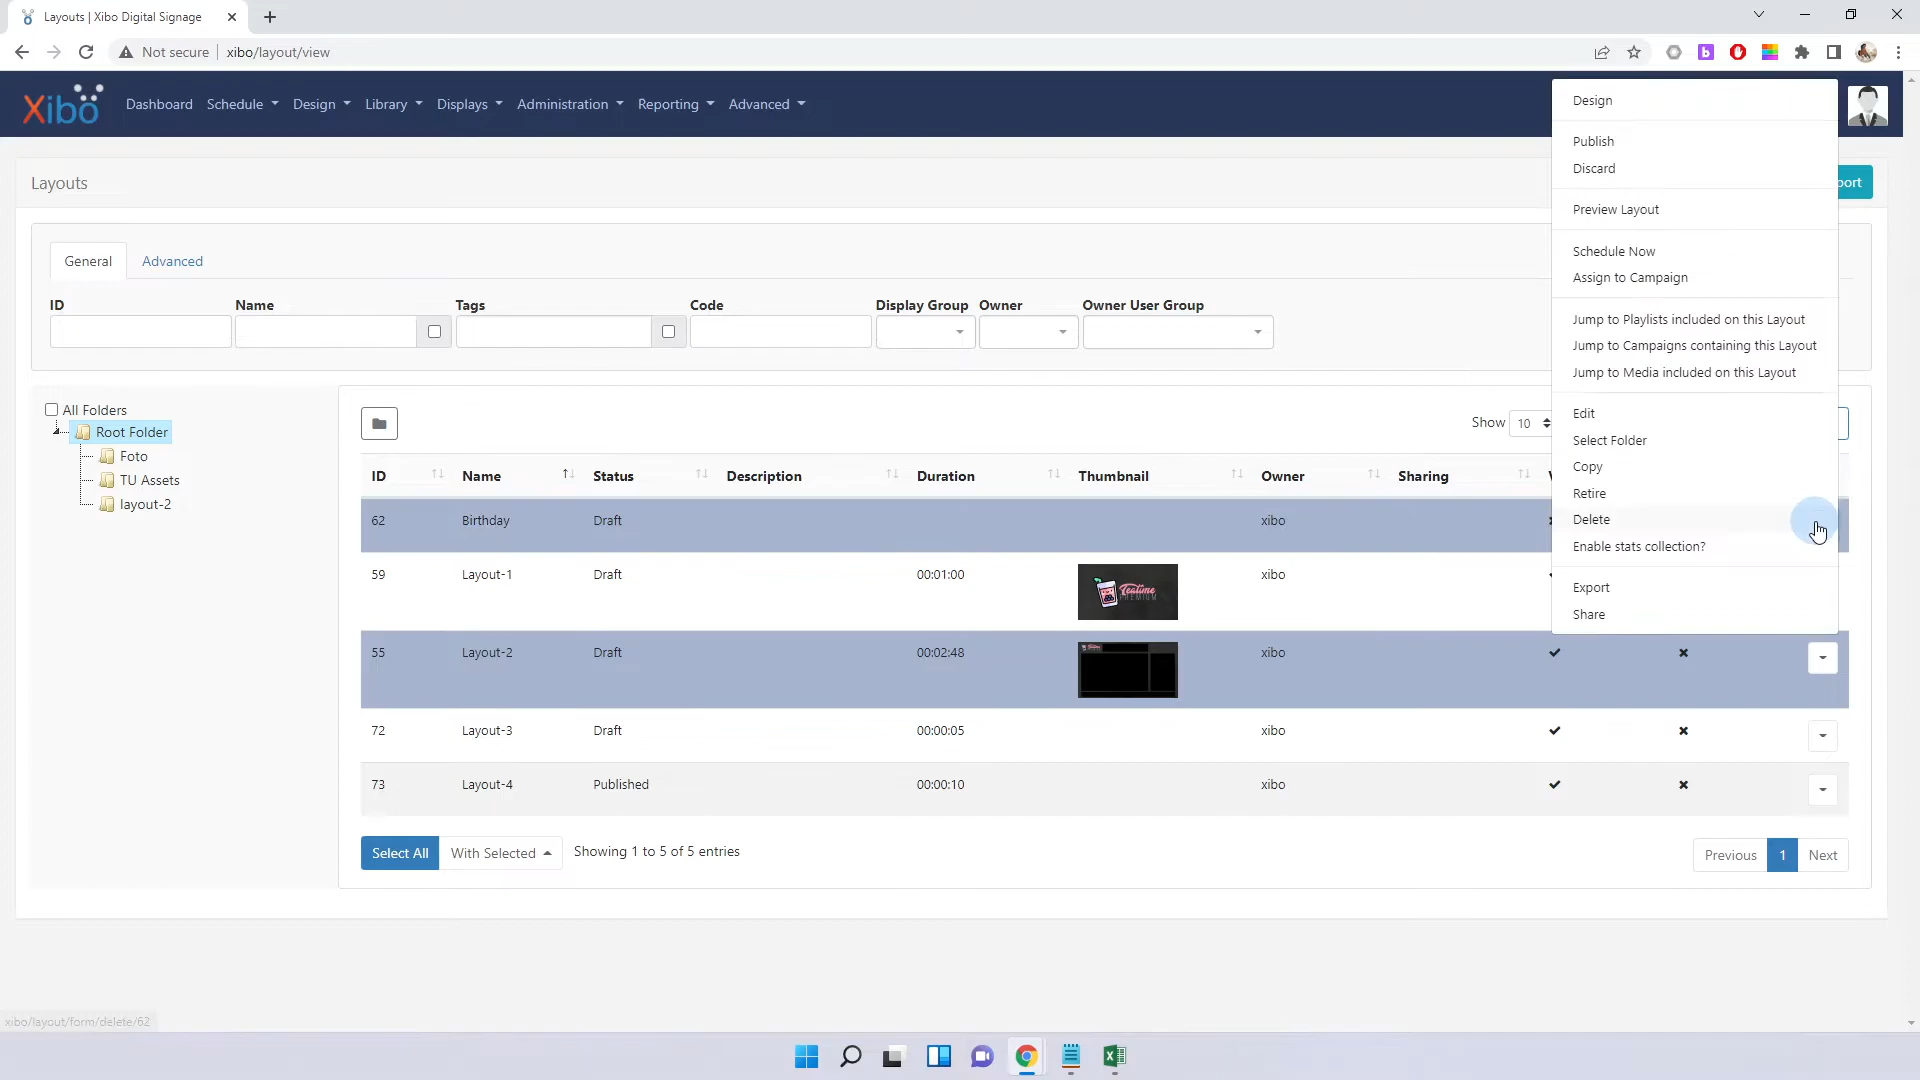 Layouts | Xibo Digital Signage
Not secure xibo/layout/view
Xibo Dashboard Schedule Design Library Displays Administration Reporting Advanced
Layouts
port
General Advanced
ID Name Tags Code Display Group Owner Owner User Group
All Folders
Root Folder
Foto
TU Assets
layout-2
Show 10
ID Name Status Description Duration Thumbnail Owner Sharing
62 Birthday Draft xibo
59 Layout-1 Draft 00:01:00 Teatime PREMIUM xibo
55 Layout-2 Draft 00:02:48 xibo
72 Layout-3 Draft 00:00:05 xibo
73 Layout-4 Published 00:00:10 xibo
Select All With Selected Showing 1 to 5 of 5 entries Previous 1 Next
Design
Publish
Discard
Preview Layout
Schedule Now
Assign to Campaign
Jump to Playlists included on this Layout
Jump to Campaigns containing this Layout
Jump to Media included on this Layout
Edit
Select Folder
Copy
Retire
Delete
Enable stats collection?
Export
Share
xibo/layout/form/delete/62